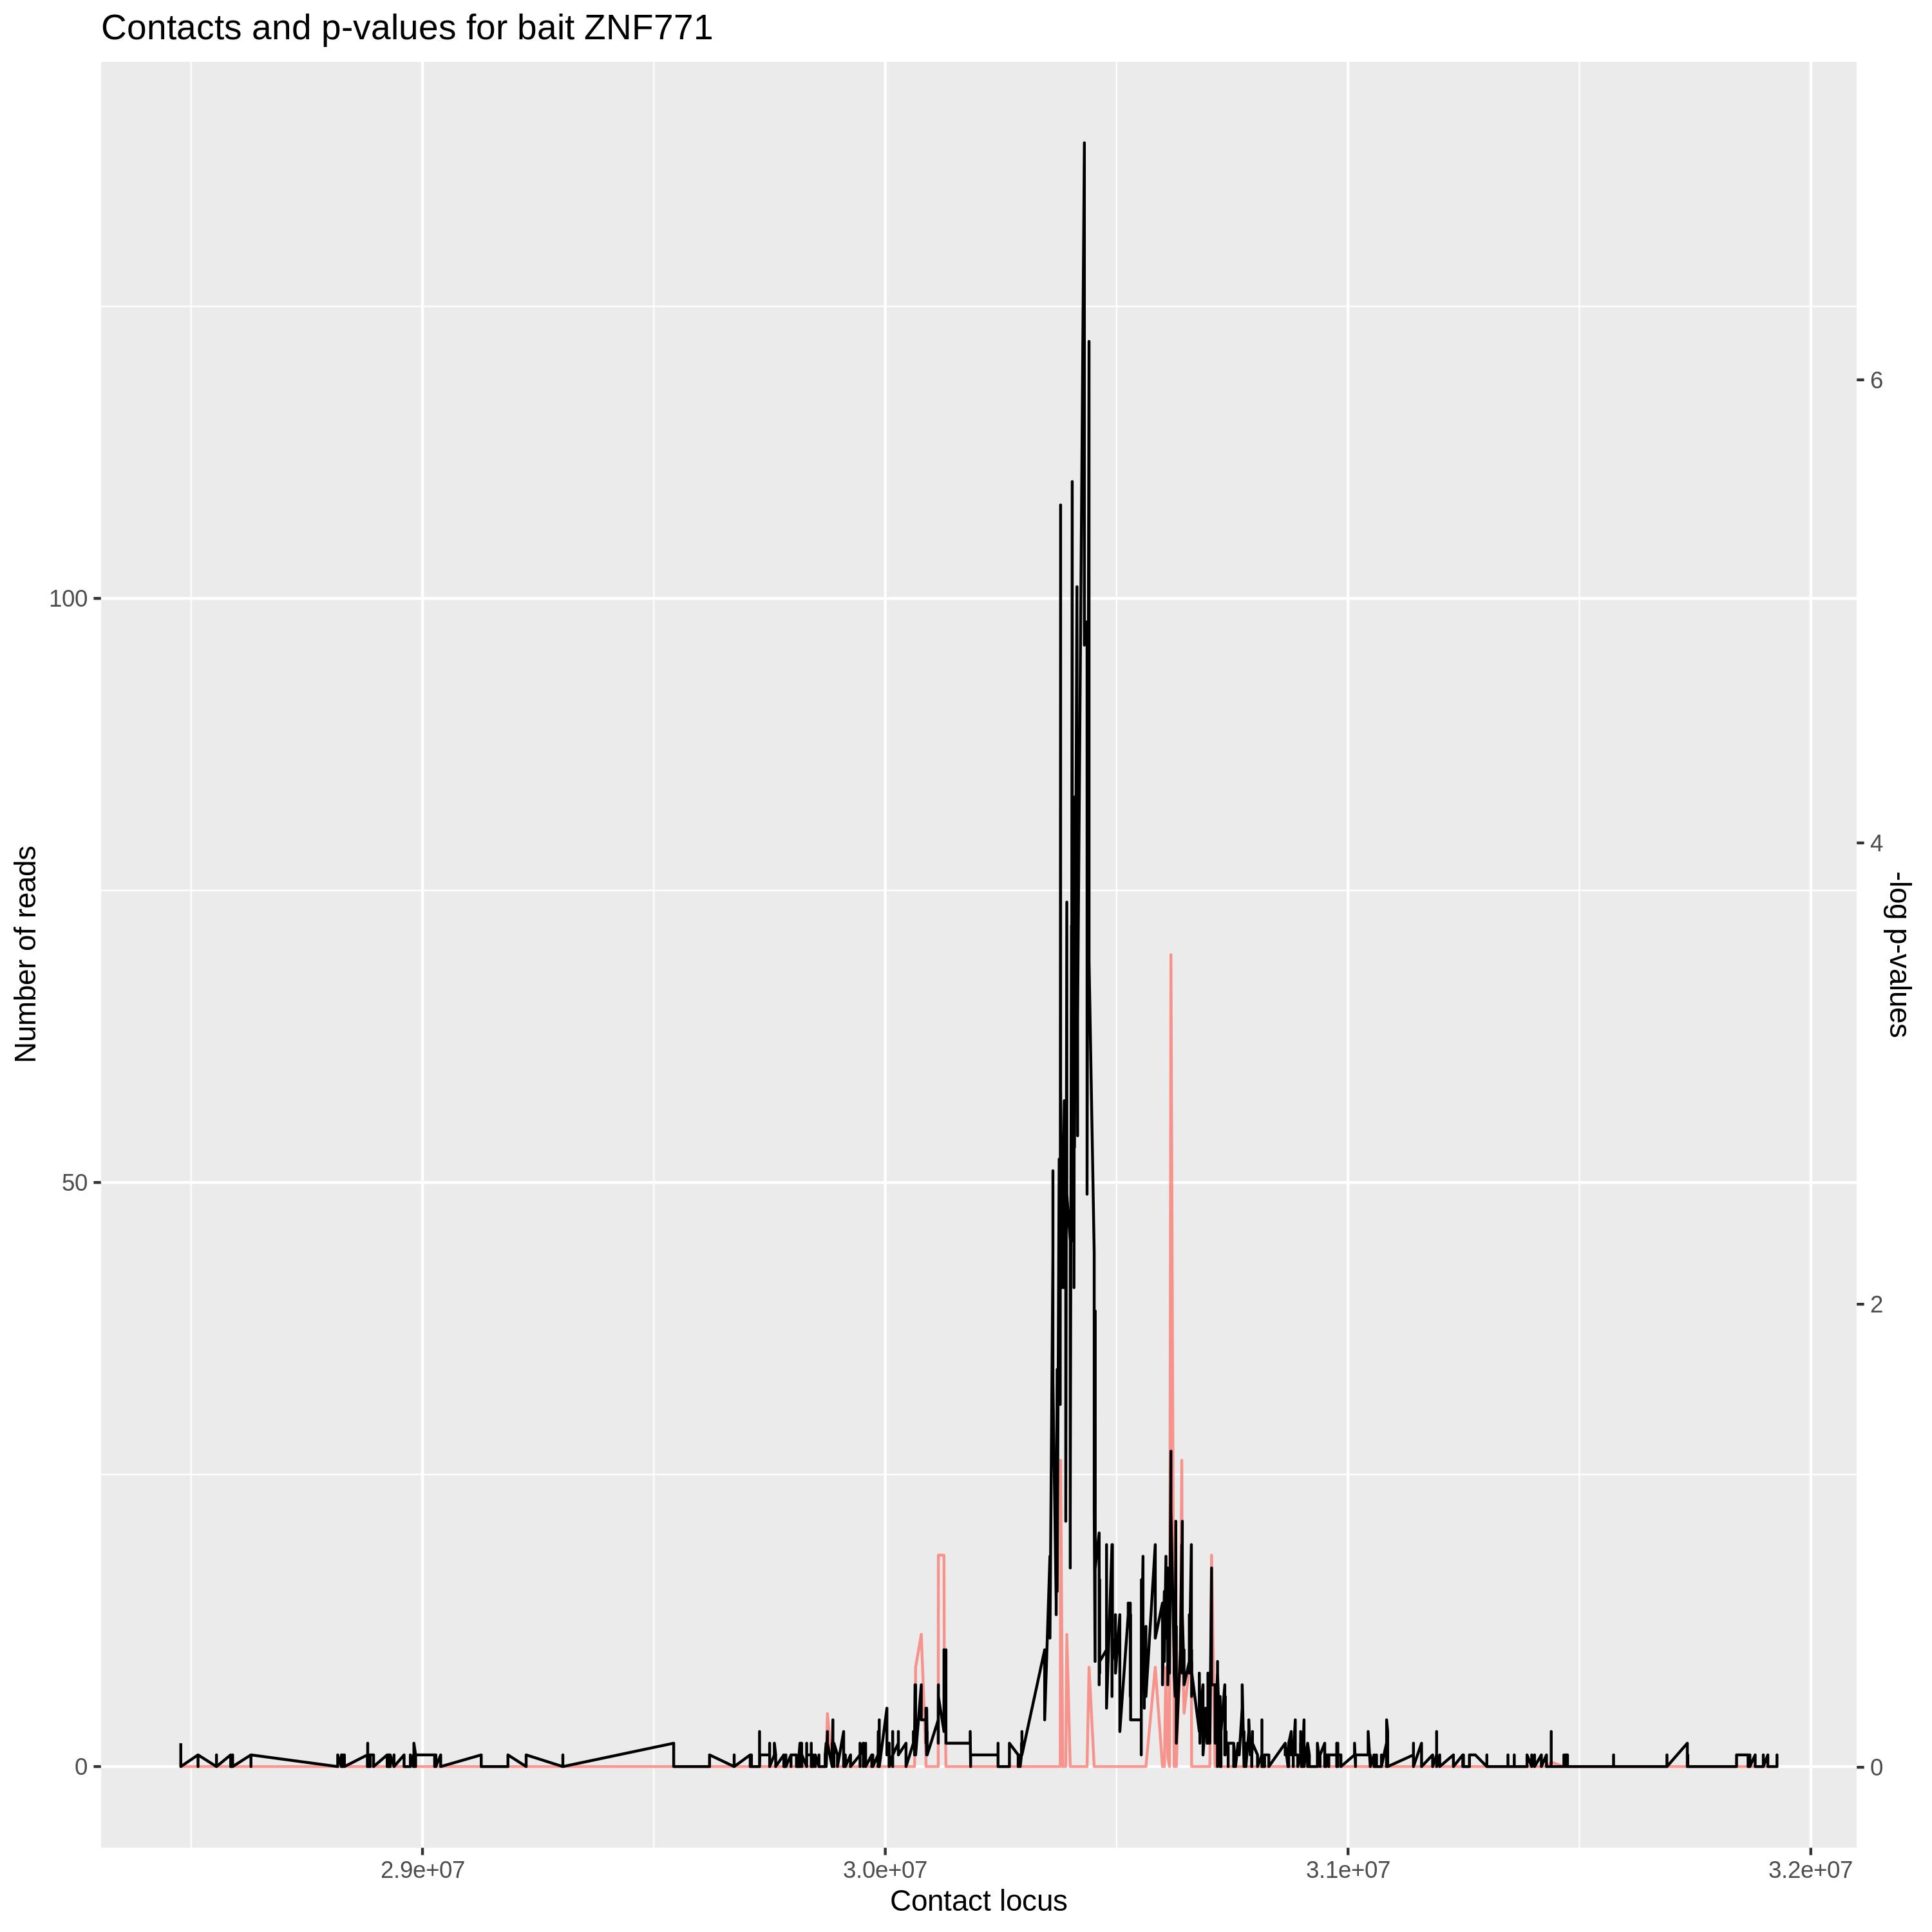 Contacts and p-values for bait ZNF771
Number of reads
100
50
0
6
4
2
0
-log p-values
2.9e+07 3.0e+07 3.1e+07 3.2e+07
Contact locus